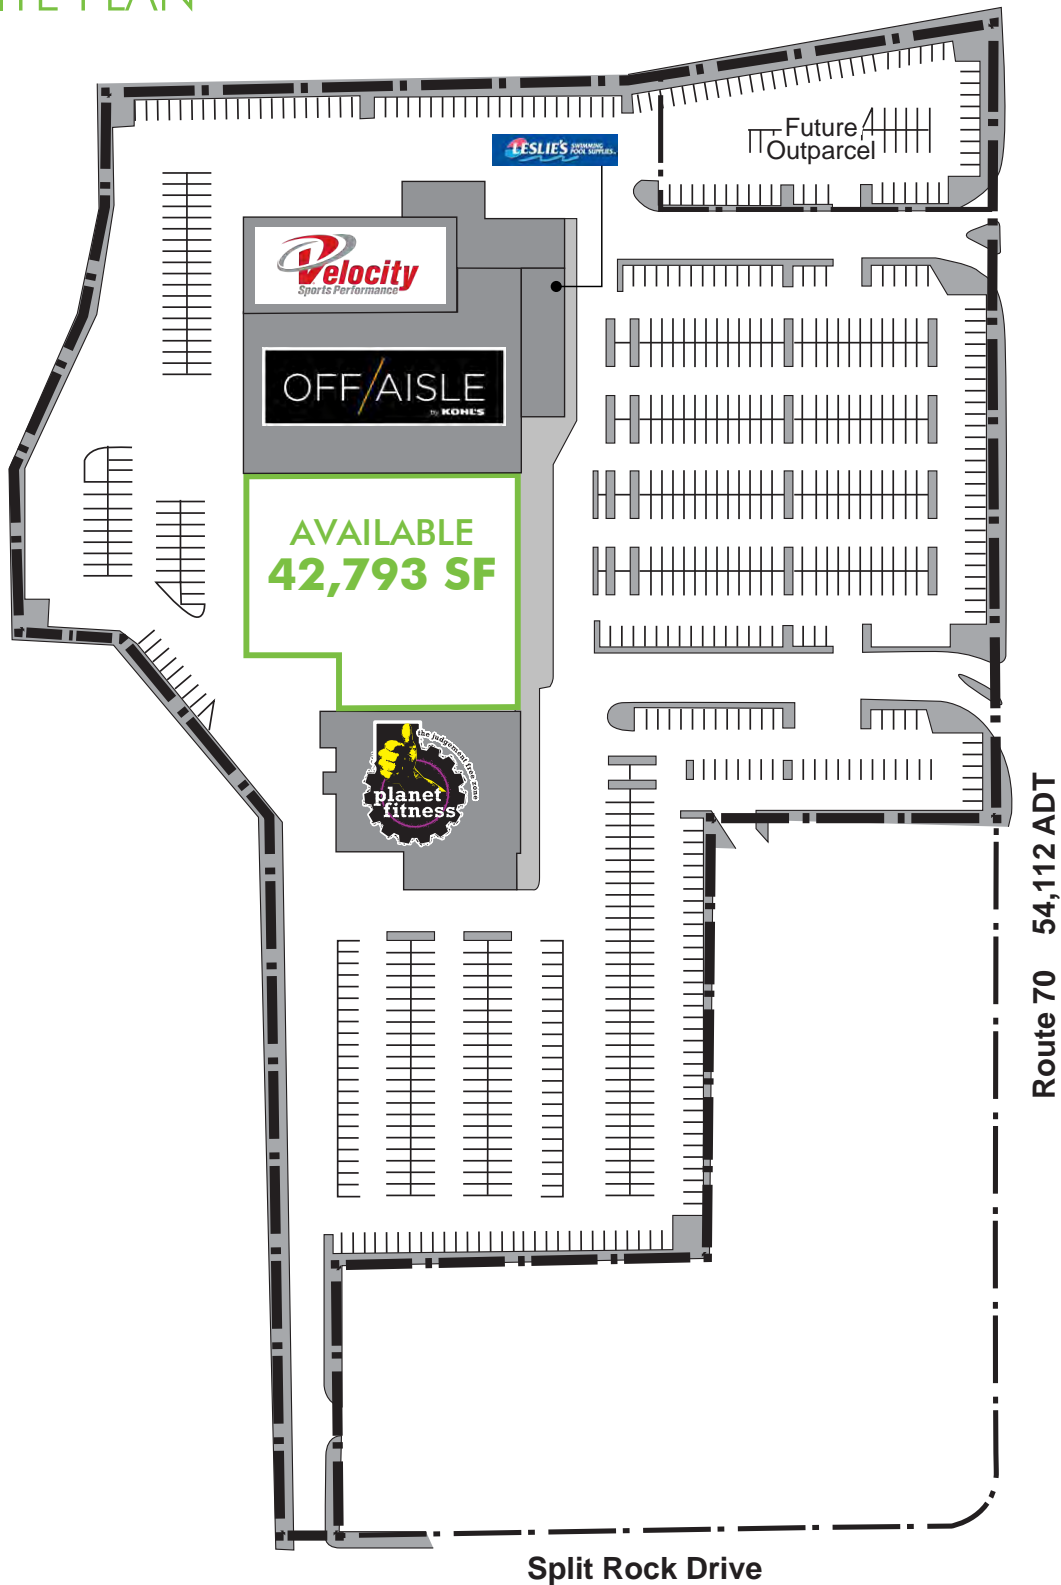 PLAN
Future
Outparcel
LESLIE'S SWIMMING
POOL SUPPLIES
Velocity
Sports Performance
OFF/AISLE
by KOHL'S
AVAILABLE
42,793 SF
the judgement free zone
planet
fitness
Route 70 54,112 ADT
Split Rock Drive